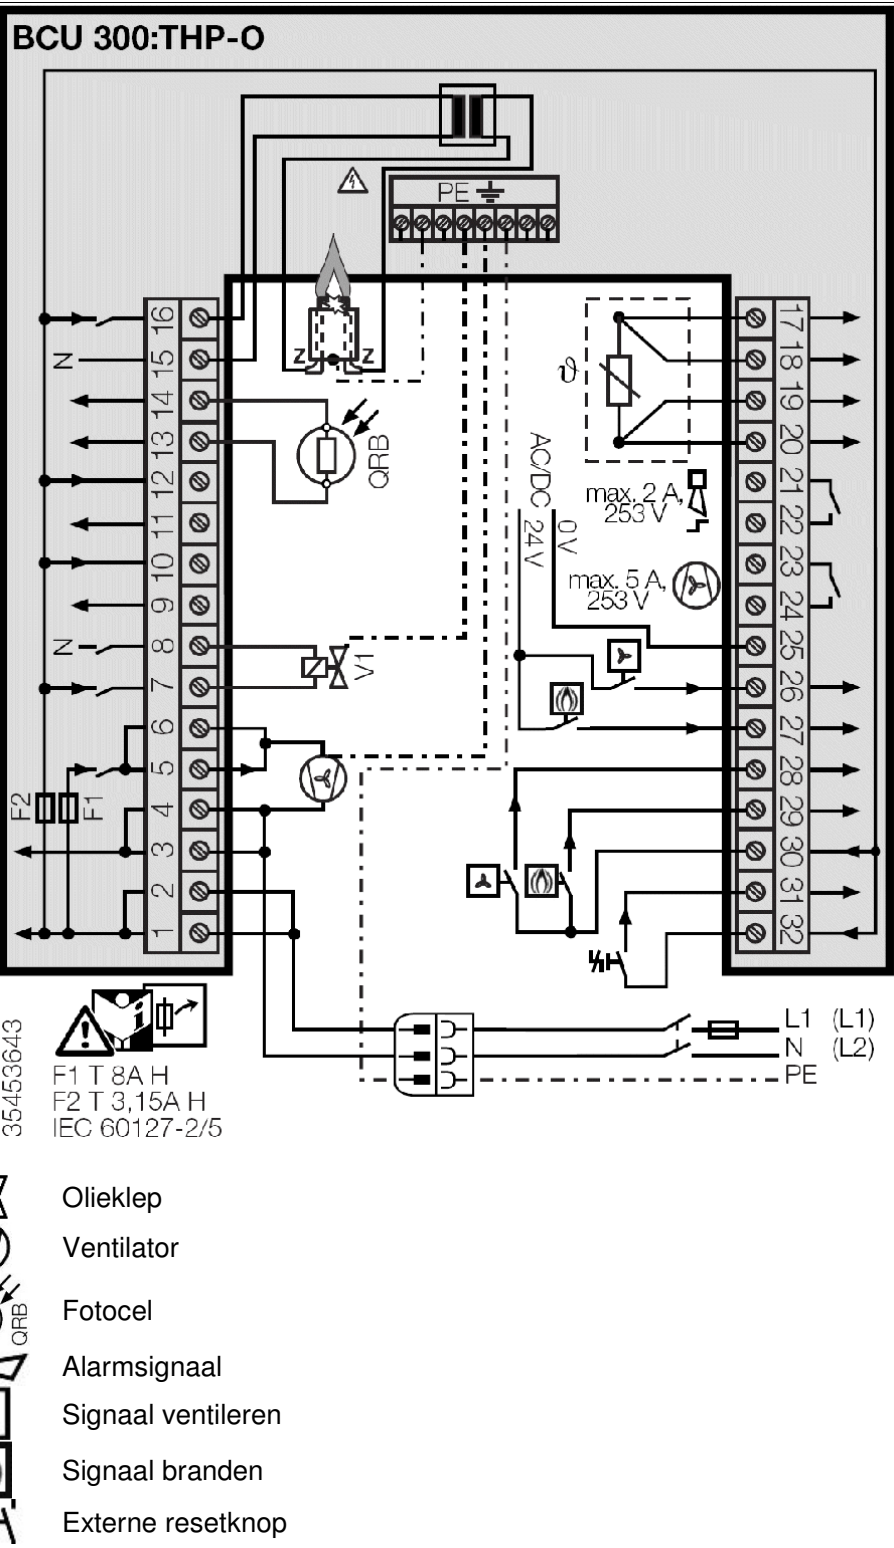 BCU 300:THP-O
PE
16
N 15
14
13
12
11
10
9
N 8
7
6
5
4
3
2
1
F2
F1
Z Z
QRB
V1
ϑ
AC/DC
24 V
0 V
max. 2 A,
253 V
max. 5 A,
253 V
17
18
19
20
21
22
23
24
25
26
27
28
29
30
31
32
i
L1 (L1)
N (L2)
PE
35453643
F1 T 8A H
F2 T 3,15A H
IEC 60127-2/5
Olieklep
Ventilator
QRB
Fotocel
Alarmsignaal
Signaal ventileren
Signaal branden
Externe resetknop